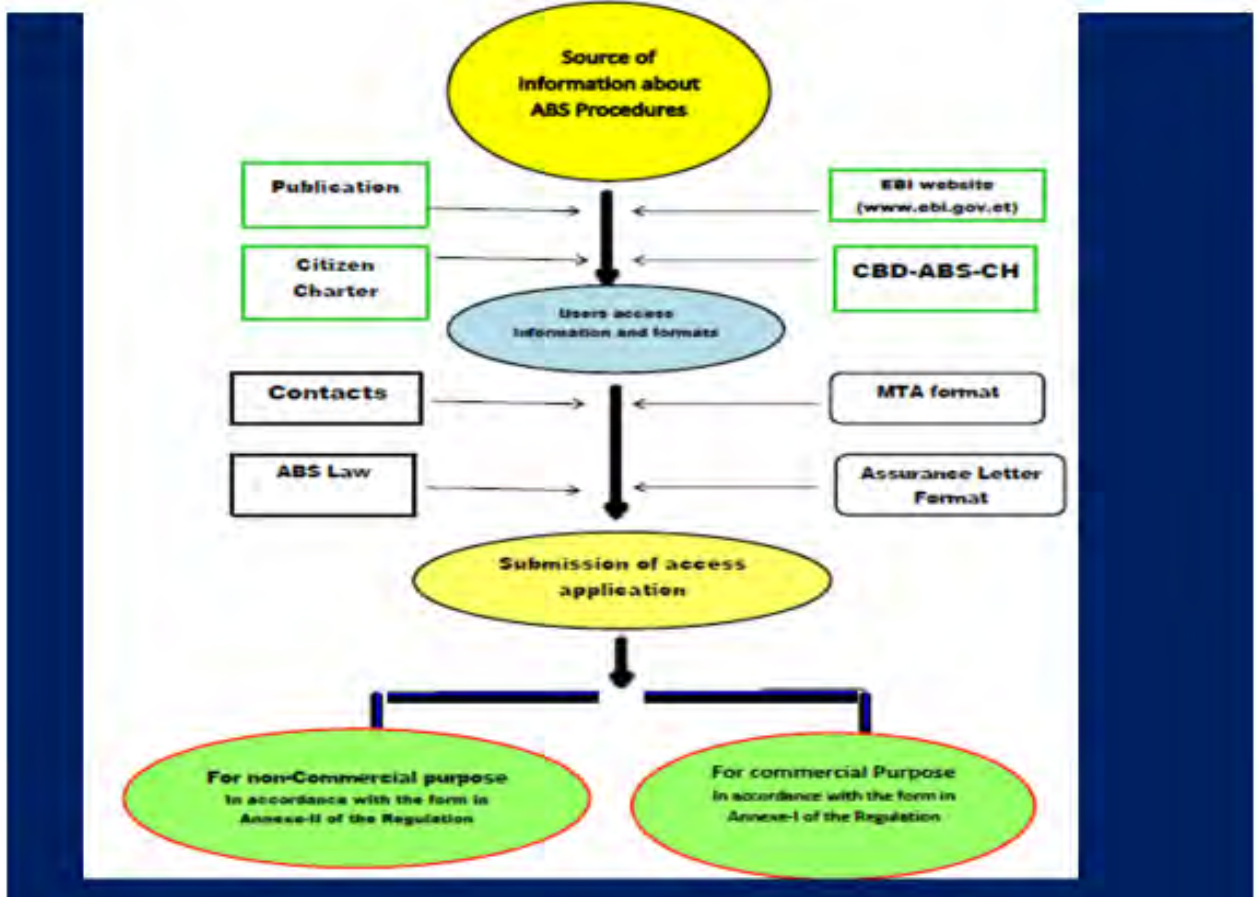 Source of
information about
ABS Procedures
Publication
EBI website
(www.ebi.gov.et)
Citizen
Charter
CBD-ABS-CH
Users access
Information and formats
Contacts
MTA format
ABS Law
Assurance Letter
Format
Submission of access
application
For non-Commercial purpose
In accordance with the form in
Annexe-II of the Regulation
For commercial Purpose
In accordance with the form in
Annexe-I of the Regulation